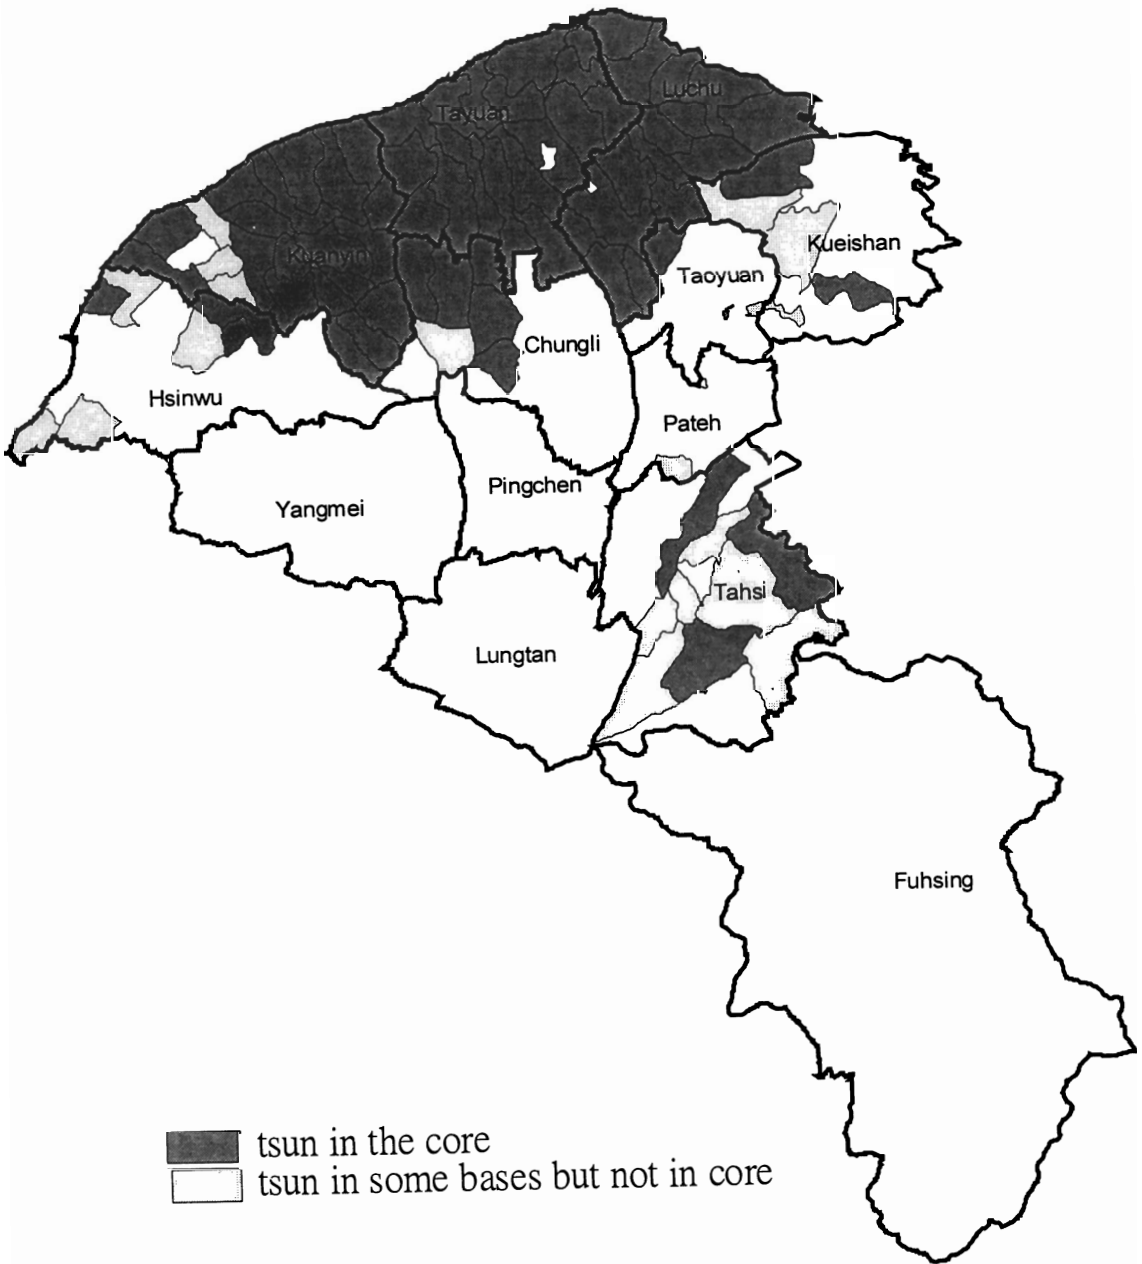 Luchu
Tayuan
Kueishan
Kuanyin
Taoyuan
Chungli
Hsinwu
Pateh
Pingchen
Yangmei
Tahsi
Lungtan
Fuhsing
tsun in the core
tsun in some bases but not in core